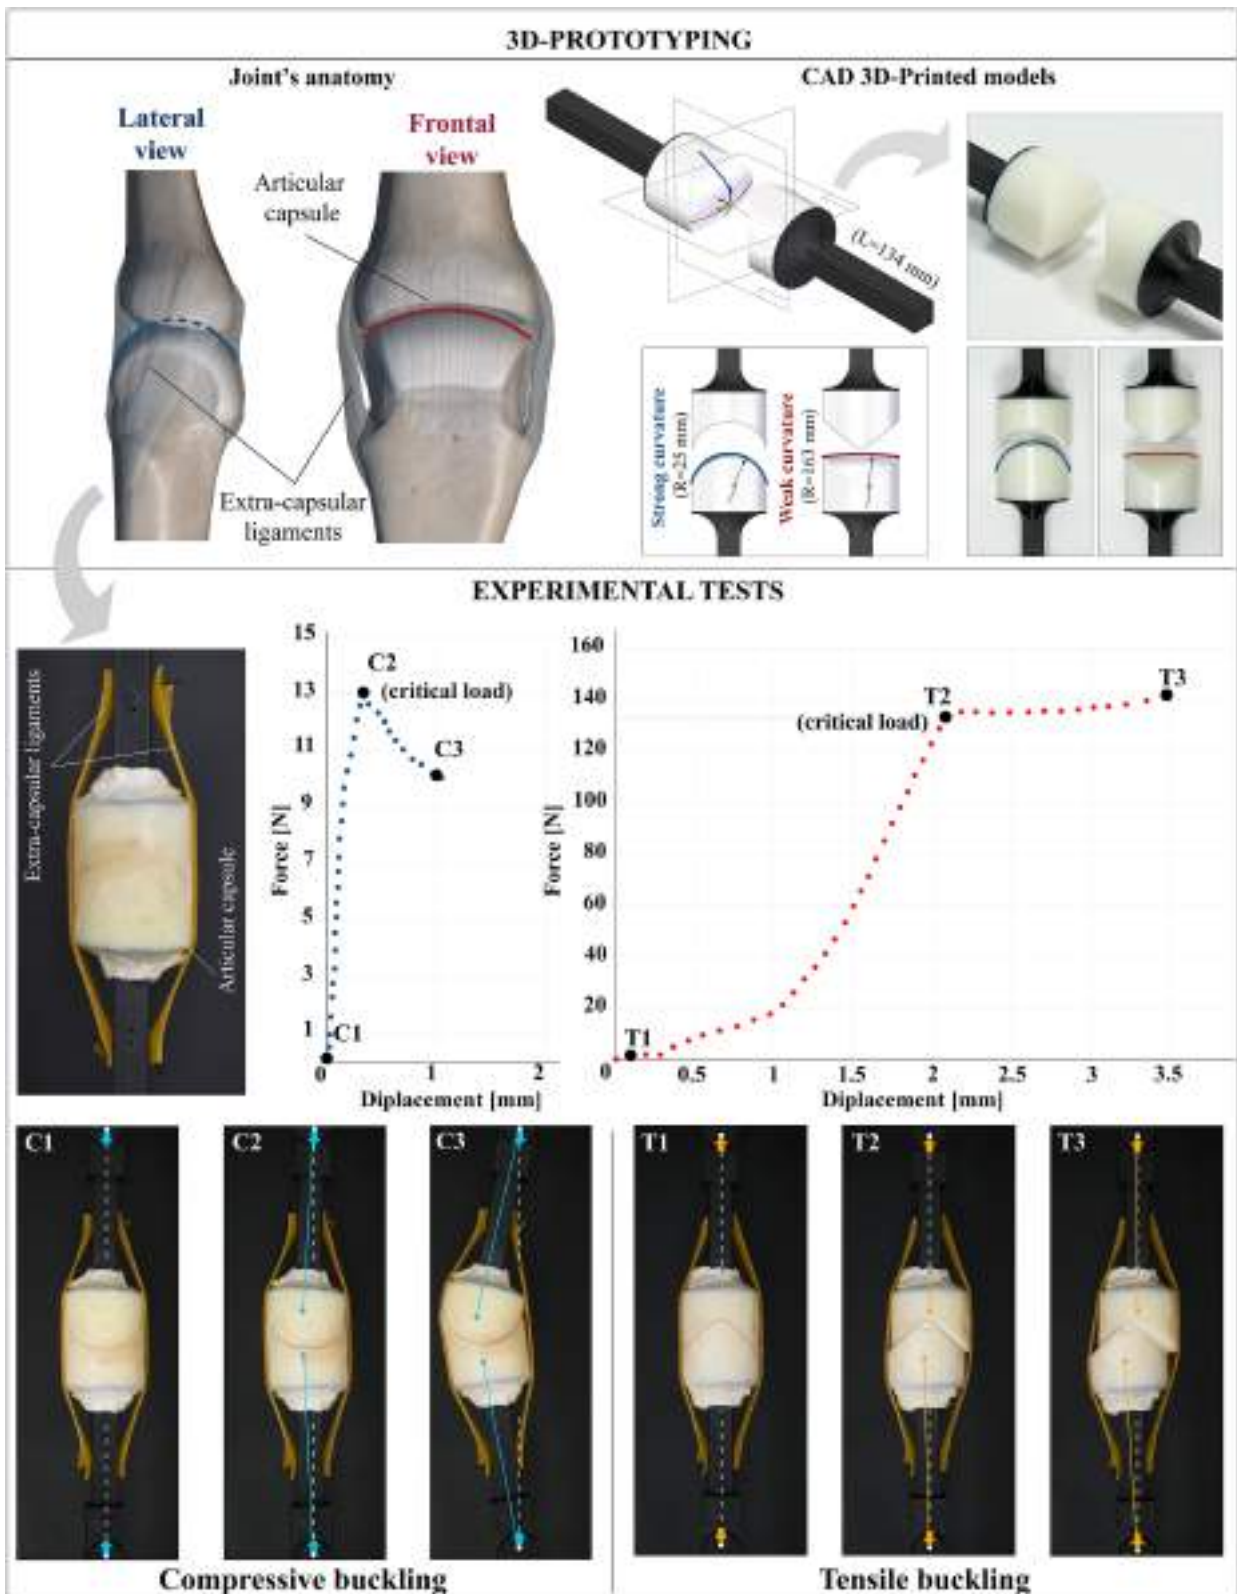 3D-PROTOTYPING
Joint's anatomy
CAD 3D-Printed models
Lateral
view
Frontal
view
Articular
capsule
(L=134 mm)
Strong curvature
(R=25 mm)
Weak curvature
(R=163 mm)
Extra-capsular
ligaments
EXPERIMENTAL TESTS
Extra-capsular ligaments
Articular capsule
15
13
11
9
7
5
3
1
Force [N]
C2
(critical load)
C3
C1
0
1
2
Diplacement [mm]
160
140
120
100
80
60
40
20
Force [N]
T3
T2
(critical load)
T1
0
0.5
1
1.5
2
2.5
3
3.5
Diplacement [mm]
C1
C2
C3
T1
T2
T3
Compressive buckling
Tensile buckling